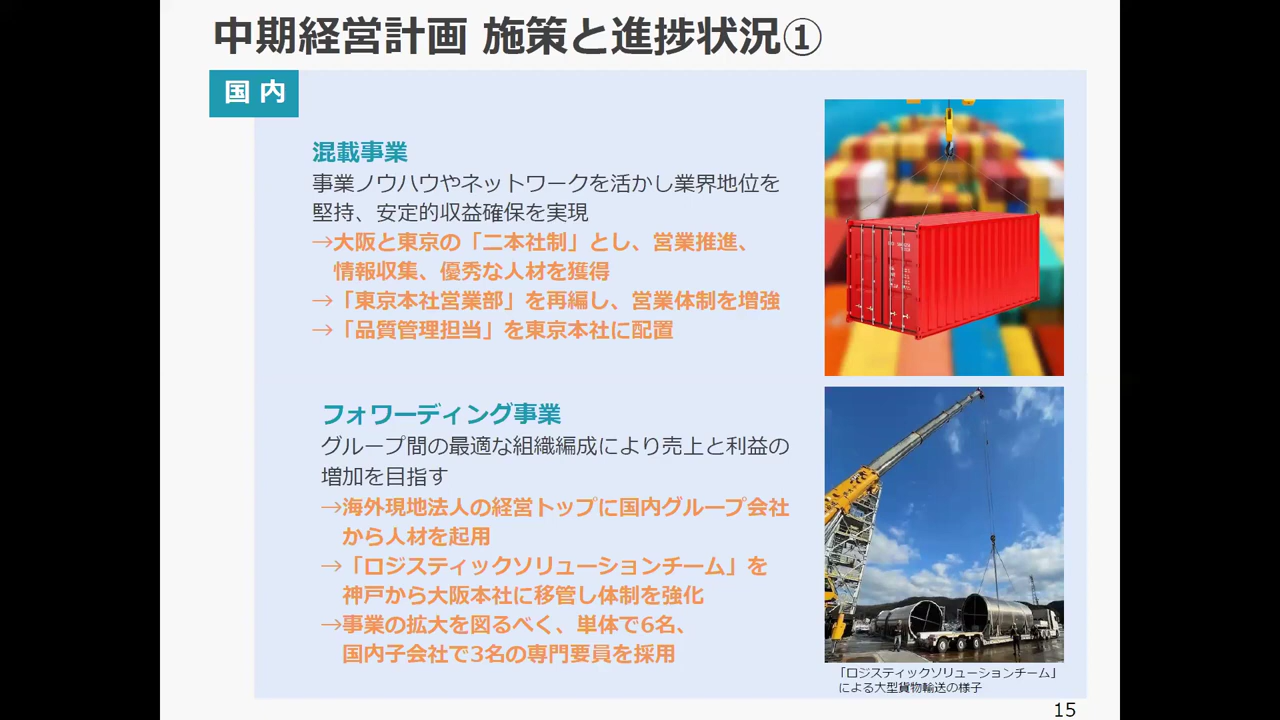 中期経営計画 施策と進捗状況①
国内
混載事業
事業ノウハウやネットワークを活かし業界地位を
堅持、安定的収益確保を実現
→大阪と東京の「二本社制」とし、営業推進、
情報収集、優秀な人材を獲得
→「東京本社営業部」を再編し、営業体制を増強
→「品質管理担当」を東京本社に配置
フォワーディング事業
グループ間の最適な組織編成により売上と利益の
増加を目指す
→海外現地法人の経営トップに国内グループ会社
から人材を起用
→「ロジスティックソリューションチーム」を
神戸から大阪本社に移管し体制を強化
→事業の拡大を図るべく、単体で6名、
国内子会社で3名の専門要員を採用
「ロジスティックソリューションチーム」
による大型貨物輸送の様子
15